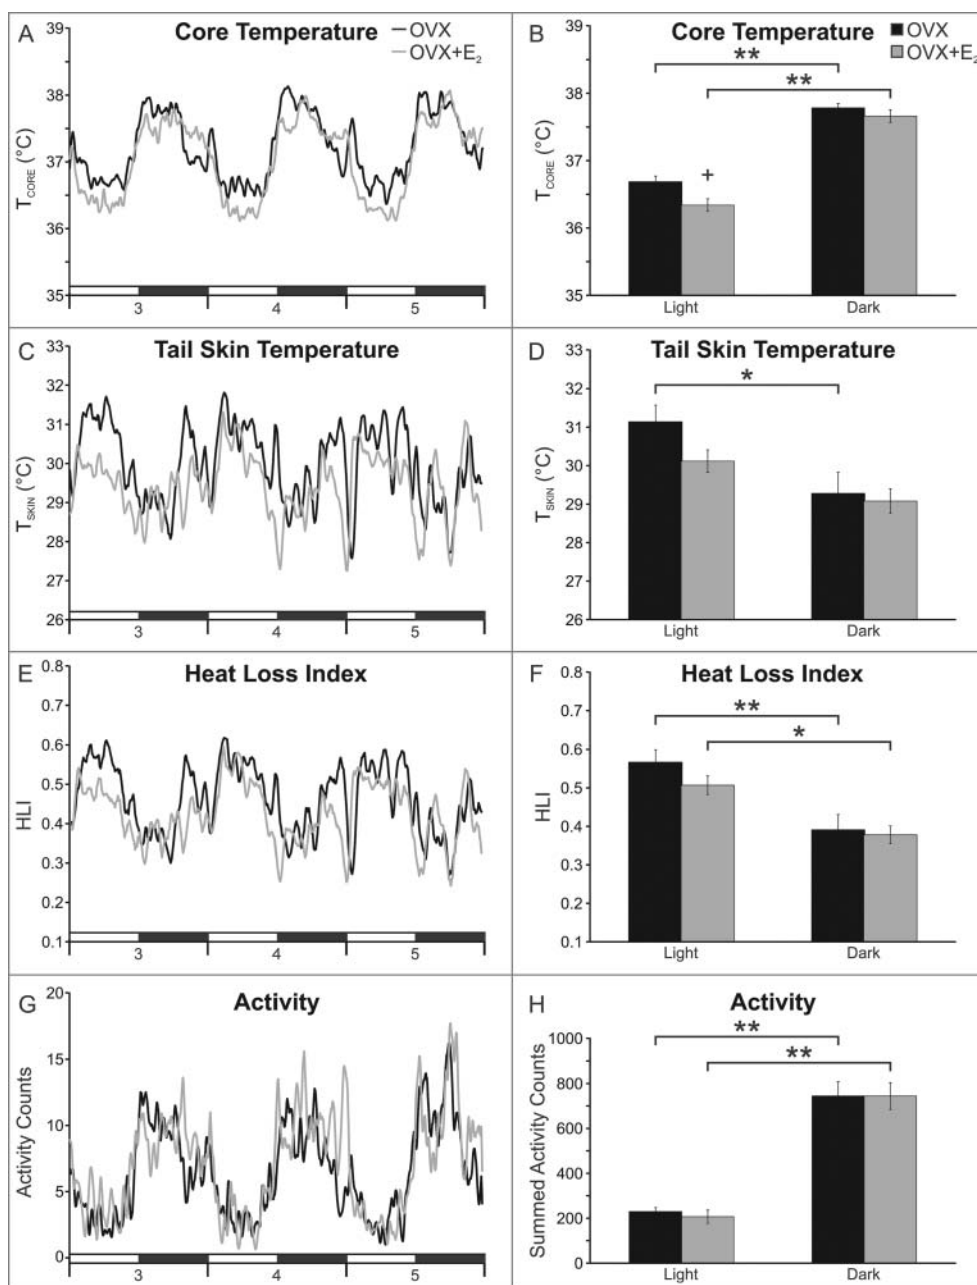 A Core Temperature
OVX
OVX+E₂
T_CORE (°C)
39
38
37
36
35
3 4 5
B Core Temperature
OVX
OVX+E₂
T_CORE (°C)
39
38
37
36
35
**
**
+
Light Dark
C Tail Skin Temperature
T_SKIN (°C)
33
32
31
30
29
28
27
26
3 4 5
D Tail Skin Temperature
T_SKIN (°C)
33
32
31
30
29
28
27
26
*
Light Dark
E Heat Loss Index
HLI
0.8
0.7
0.6
0.5
0.4
0.3
0.2
0.1
3 4 5
F Heat Loss Index
HLI
0.8
0.7
0.6
0.5
0.4
0.3
0.2
0.1
**
*
Light Dark
G Activity
Activity Counts
20
15
10
5
0
3 4 5
H Activity
Summed Activity Counts
1000
800
600
400
200
0
**
**
Light Dark